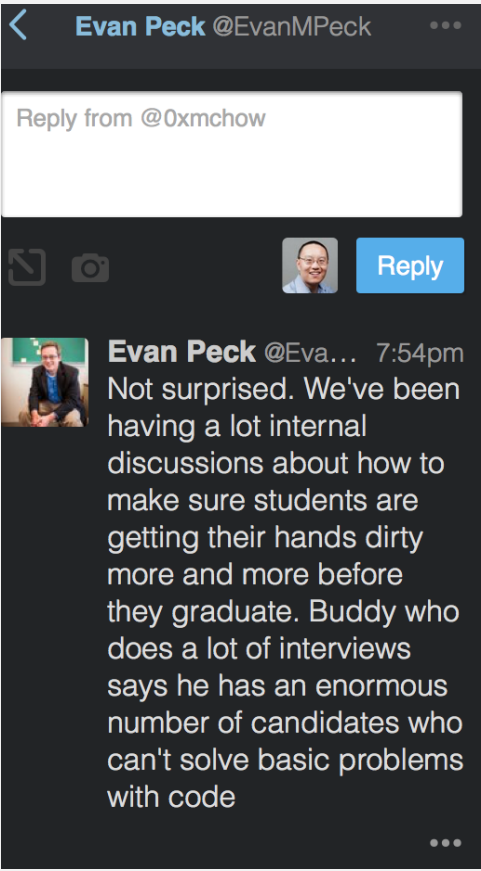 Evan Peck @EvanMPeck
Reply from @0xmchow
Reply
Evan Peck @Eva... 7:54pm
Not surprised. We've been
having a lot internal
discussions about how to
make sure students are
getting their hands dirty
more and more before
they graduate. Buddy who
does a lot of interviews
says he has an enormous
number of candidates who
can't solve basic problems
with code